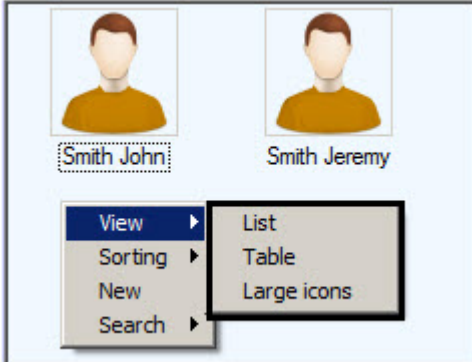 Smith John
Smith Jeremy
View
List
Sorting
Table
New
Large icons
Search